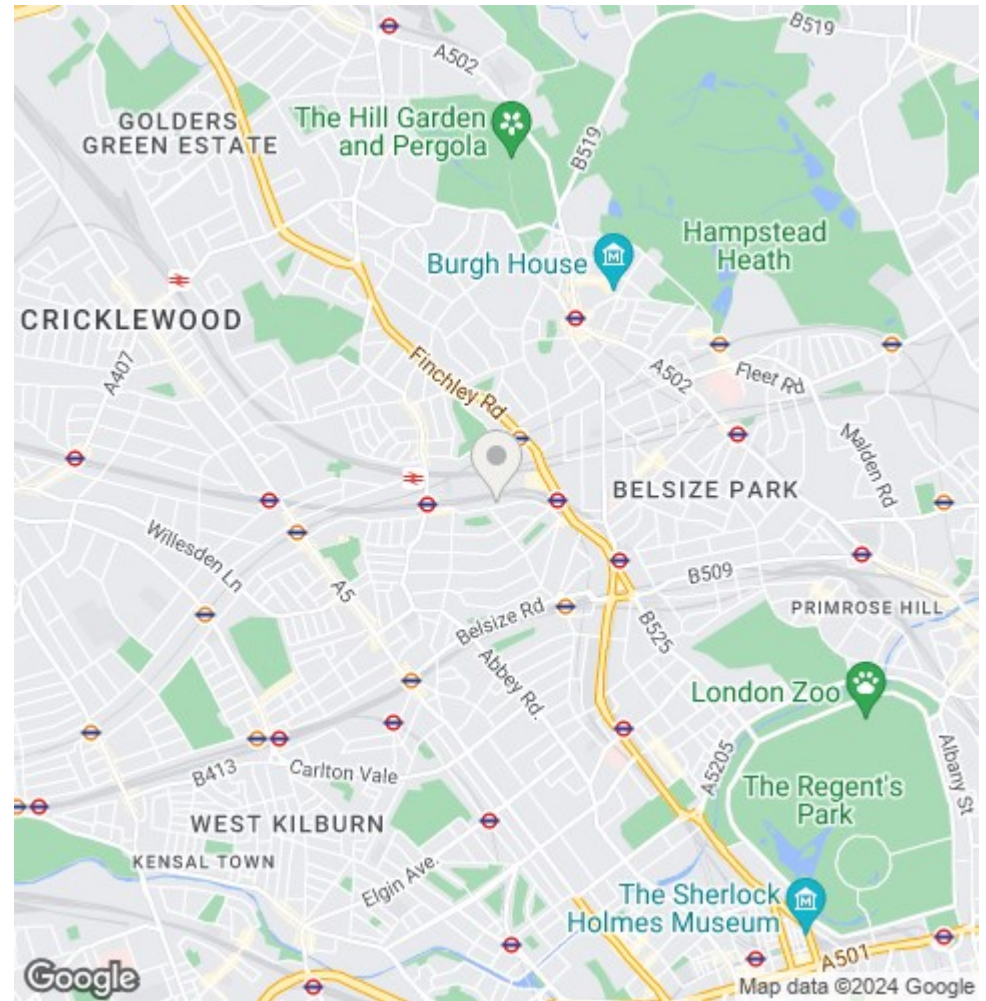 B519
A502
GOLDERS
GREEN ESTATE
The Hill Garden
and Pergola
B519
Hampstead
Heath
Burgh House
CRICKLEWOOD
A407
Finchley Rd
A502
Fleet Rd
Malden Rd
BELSIZE PARK
Willesden Ln
A5
B509
PRIMROSE HILL
Belsize Rd
B525
Abbey Rd.
London Zoo
A5205
Albany St
B413
Carlton Vale
The Regent's
Park
WEST KILBURN
KENSAL TOWN
Elgin Ave.
The Sherlock
Holmes Museum
A501
Google
Map data ©2024 Google